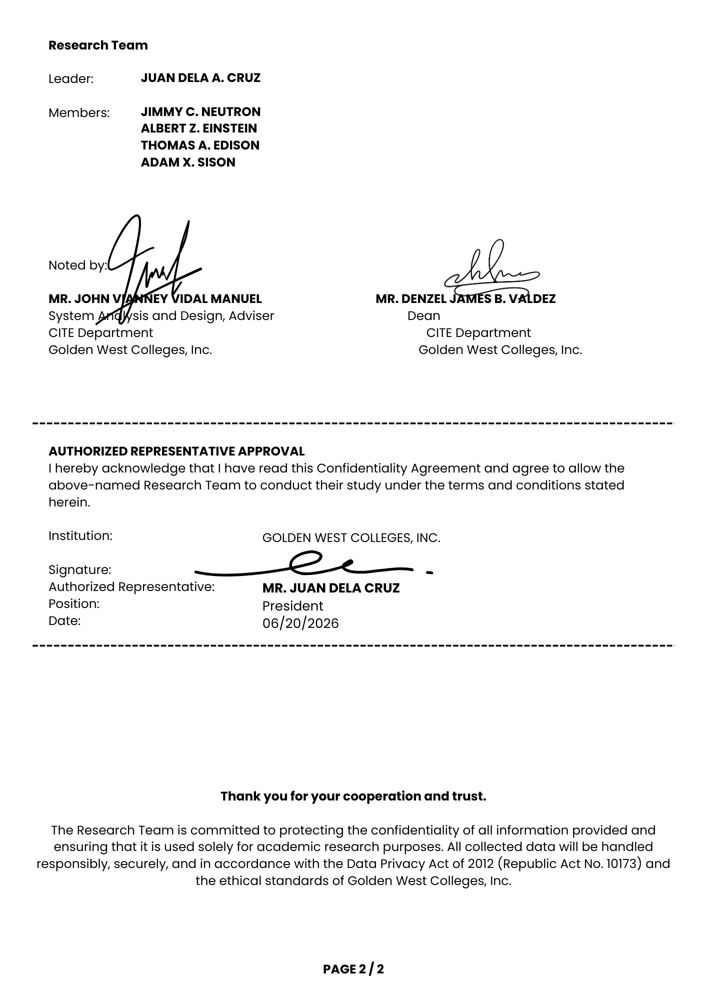 Research Team
Leader: JUAN DELA A. CRUZ
Members: JIMMY C. NEUTRON
ALBERT Z. EINSTEIN
THOMAS A. EDISON
ADAM X. SISON
Noted by:
MR. JOHN VIANNEY VIDAL MANUEL
System Analysis and Design, Adviser
CITE Department
Golden West Colleges, Inc.
MR. DENZEL JAMES B. VALDEZ
Dean
CITE Department
Golden West Colleges, Inc.
AUTHORIZED REPRESENTATIVE APPROVAL
I hereby acknowledge that I have read this Confidentiality Agreement and agree to allow the
above-named Research Team to conduct their study under the terms and conditions stated
herein.
Institution: GOLDEN WEST COLLEGES, INC.
Signature:
Authorized Representative: MR. JUAN DELA CRUZ
Position: President
Date: 06/20/2026
Thank you for your cooperation and trust.
The Research Team is committed to protecting the confidentiality of all information provided and
ensuring that it is used solely for academic research purposes. All collected data will be handled
responsibly, securely, and in accordance with the Data Privacy Act of 2012 (Republic Act No. 10173) and
the ethical standards of Golden West Colleges, Inc.
PAGE 2 / 2